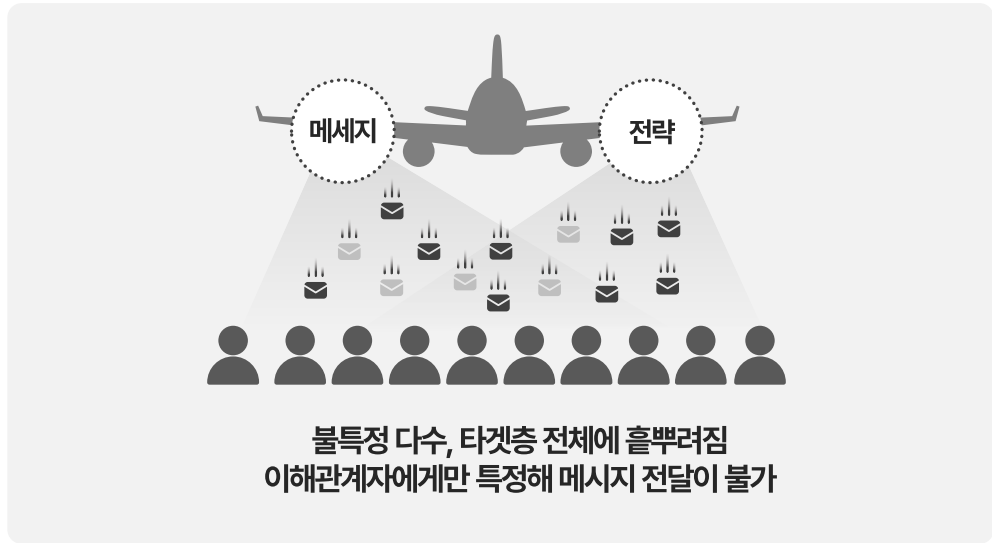 메세지
전략
불특정 다수, 타겟층 전체에 흩뿌려짐
이해관계자에게만 특정해 메시지 전달이 불가